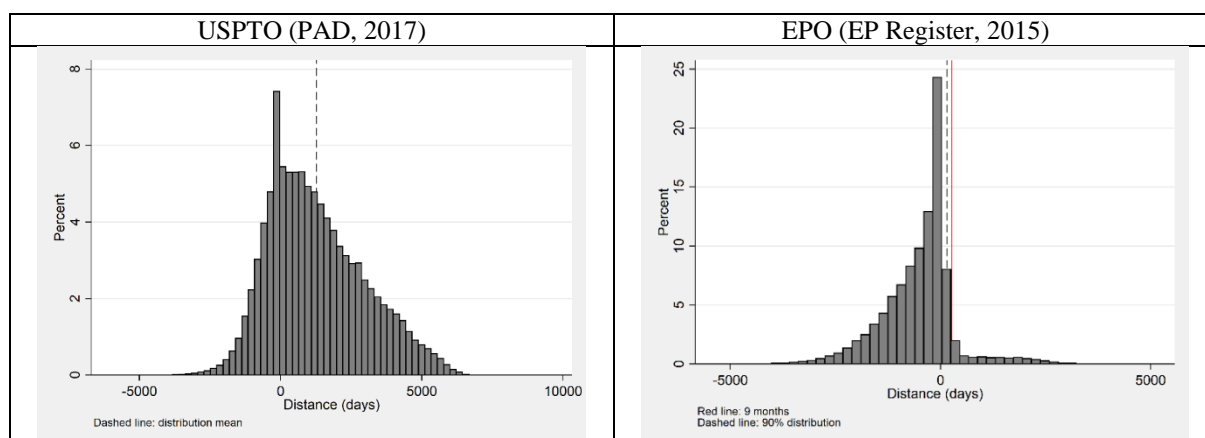 USPTO (PAD, 2017)
8
6
4
2
0
Percent
-5000 0 5000 10000
Distance (days)
Dashed line: distribution mean
EPO (EP Register, 2015)
25
20
15
10
5
0
Percent
-5000 0 5000
Distance (days)
Red line: 9 months
Dashed line: 90% distribution